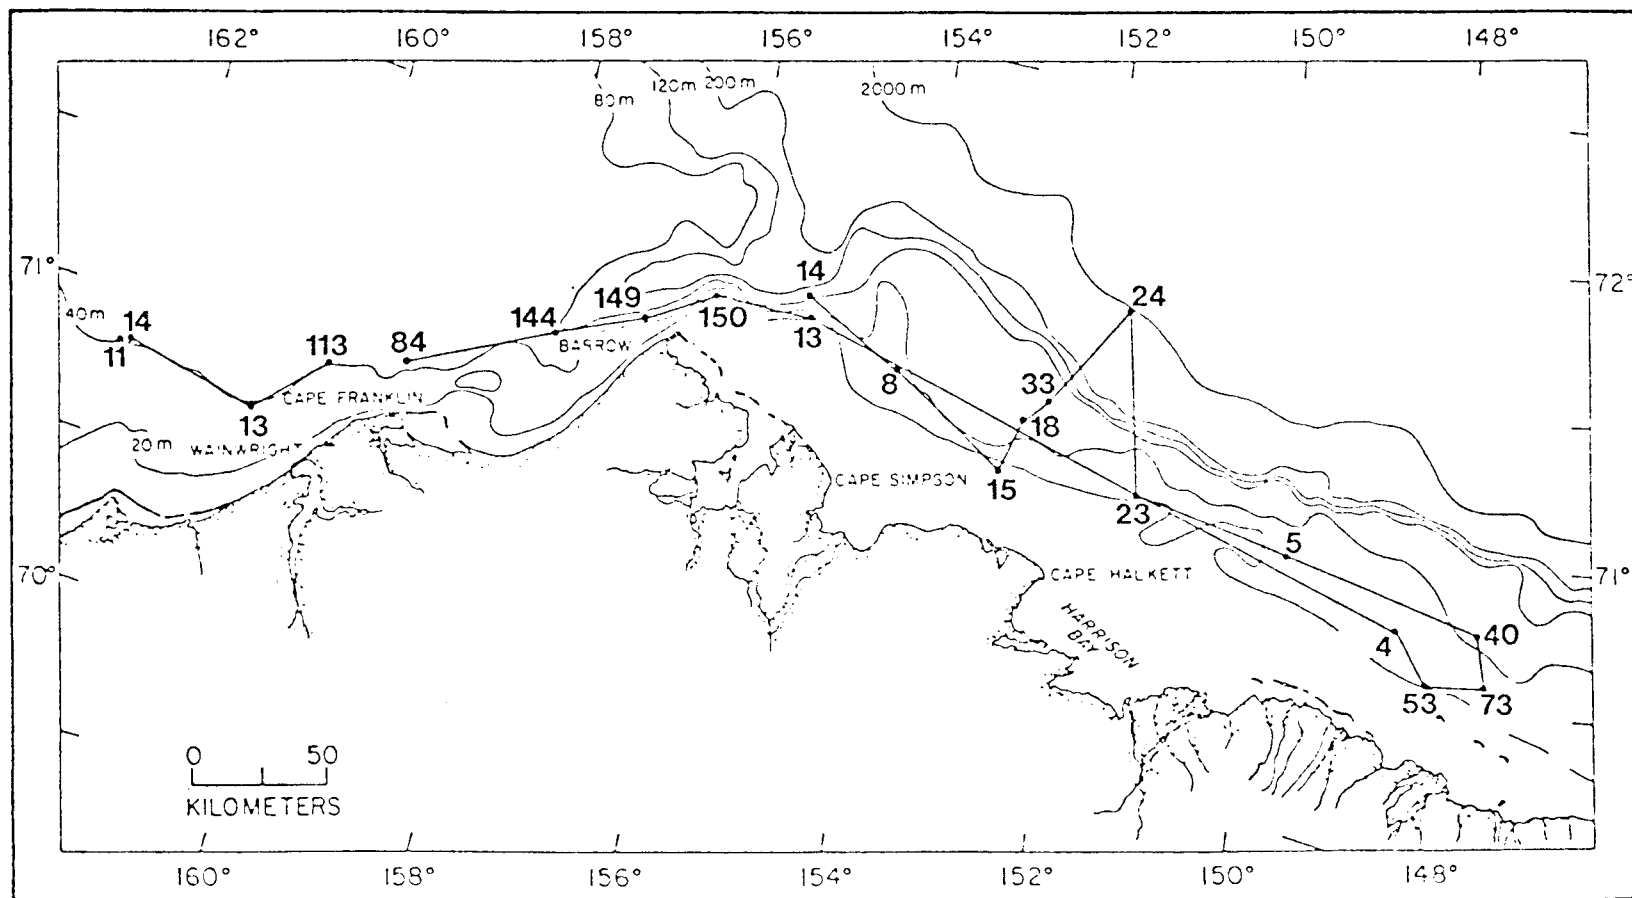 162° 160° 158° 156° 154° 152° 150° 148°
80m 120m 200m 2000m
71° 72°
40m 14 11 113 84 144 149 150 14 13 24
BARROW
8 33 18
CAPE FRANKLIN
13
20m WAINWRIGHT
CAPE SIMPSON 15 23
5
70° CAPE HALKETT 71°
HARRISON
BAY
4 40
53 73
0 50
KILOMETERS
160° 158° 156° 154° 152° 150° 148°